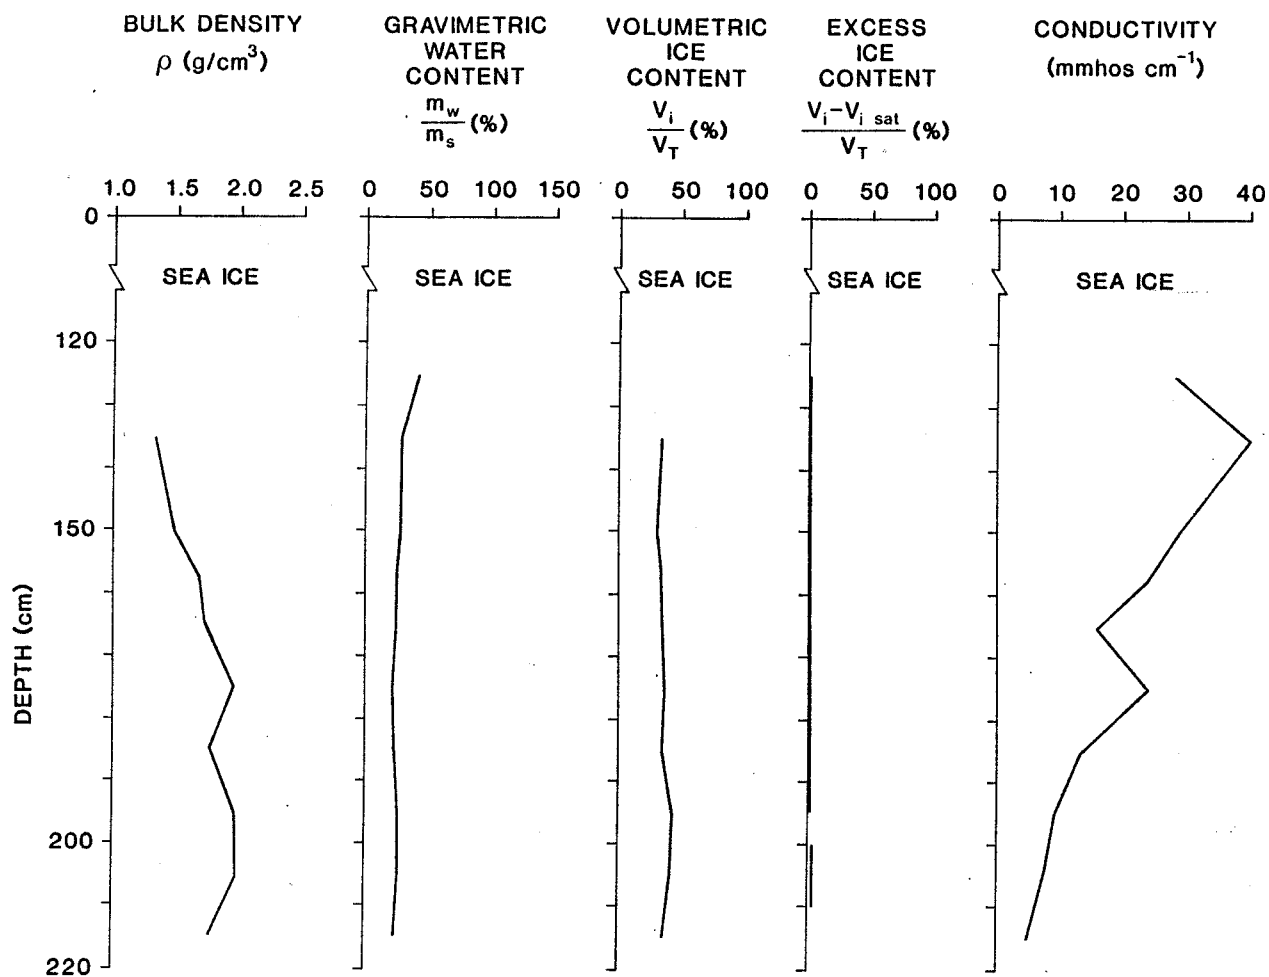 BULK DENSITY
ρ (g/cm³)
GRAVIMETRIC
WATER
CONTENT
m_w
m_s (%)
VOLUMETRIC
ICE
CONTENT
V_i
V_T (%)
EXCESS
ICE
CONTENT
V_i–V_i sat
V_T (%)
CONDUCTIVITY
(mmhos cm⁻¹)
1.0 1.5 2.0 2.5
0 50 100 150
0 50 100
0 50 100
0 10 20 30 40
0
SEA ICE
SEA ICE
SEA ICE
SEA ICE
SEA ICE
120
150
200
220
DEPTH (cm)